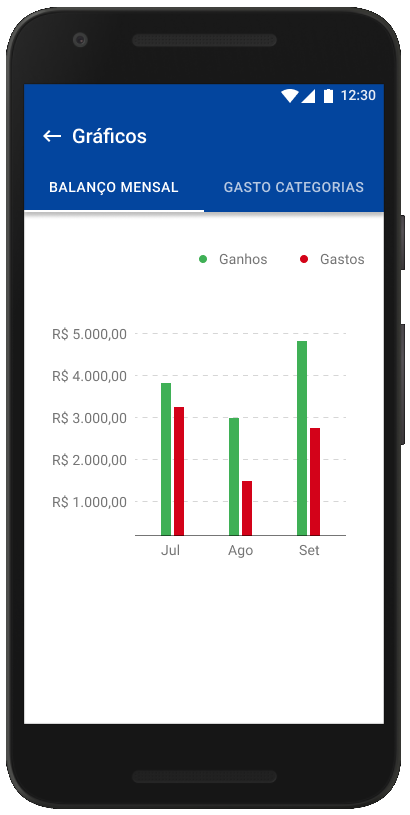 12:30
Gráficos
BALANÇO MENSAL GASTO CATEGORIAS
Ganhos Gastos
R$ 5.000,00
R$ 4.000,00
R$ 3.000,00
R$ 2.000,00
R$ 1.000,00
Jul Ago Set